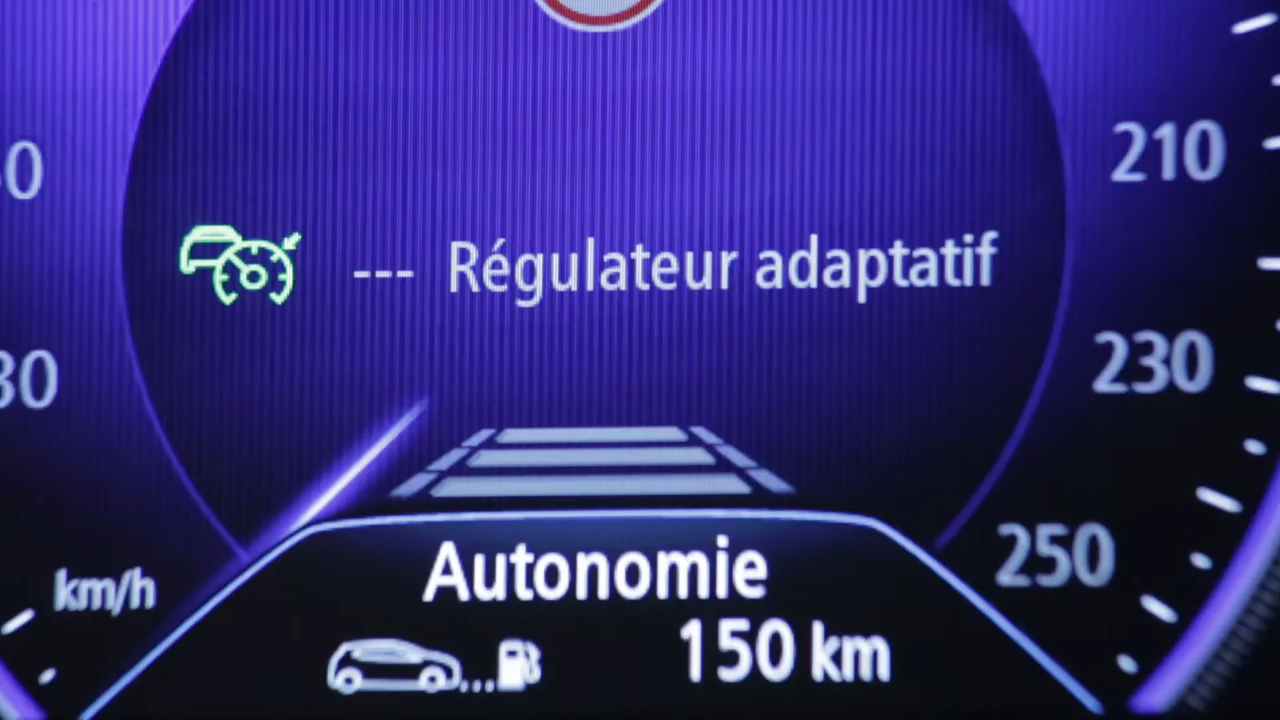 210
--- Régulateur adaptatif
230
250
km/h
Autonomie
150 km